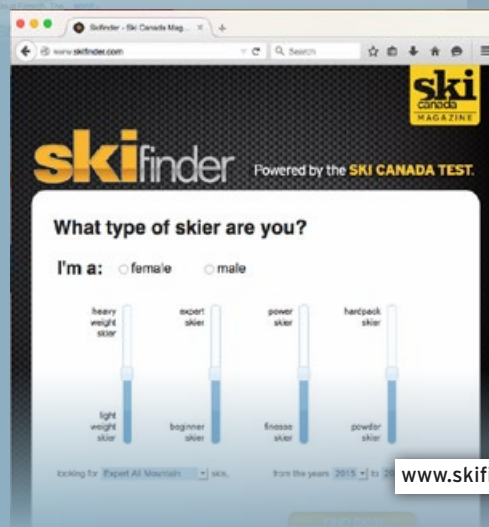 Skifinder - Ski Canada Mag...
www.skifinder.com
Search
ski
canada
MAGAZINE
skifinder
Powered by the SKI CANADA TEST.
What type of skier are you?
I'm a: female male
heavy weight skier
expert skier
power skier
hardpack skier
light weight skier
beginner skier
finesse skier
powder skier
looking for Expert All Mountain skis, from the years 2015 to 20
www.skifi